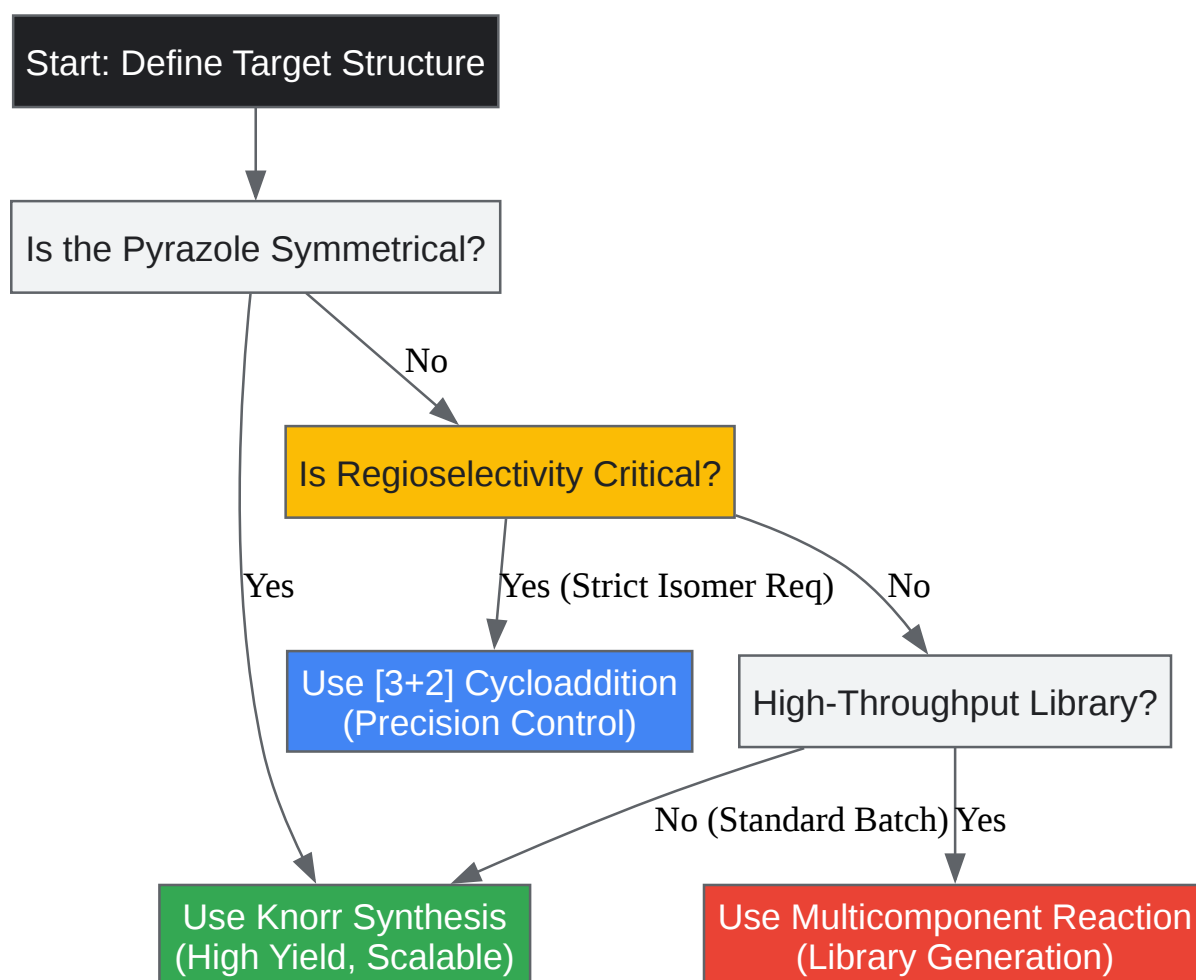 Start: Define Target Structure
Is the Pyrazole Symmetrical?
No
Is Regioselectivity Critical?
Yes
Yes (Strict Isomer Req)
No
Use [3+2] Cycloaddition
(Precision Control)
High-Throughput Library?
No (Standard Batch)
Yes
Use Knorr Synthesis
(High Yield, Scalable)
Use Multicomponent Reaction
(Library Generation)